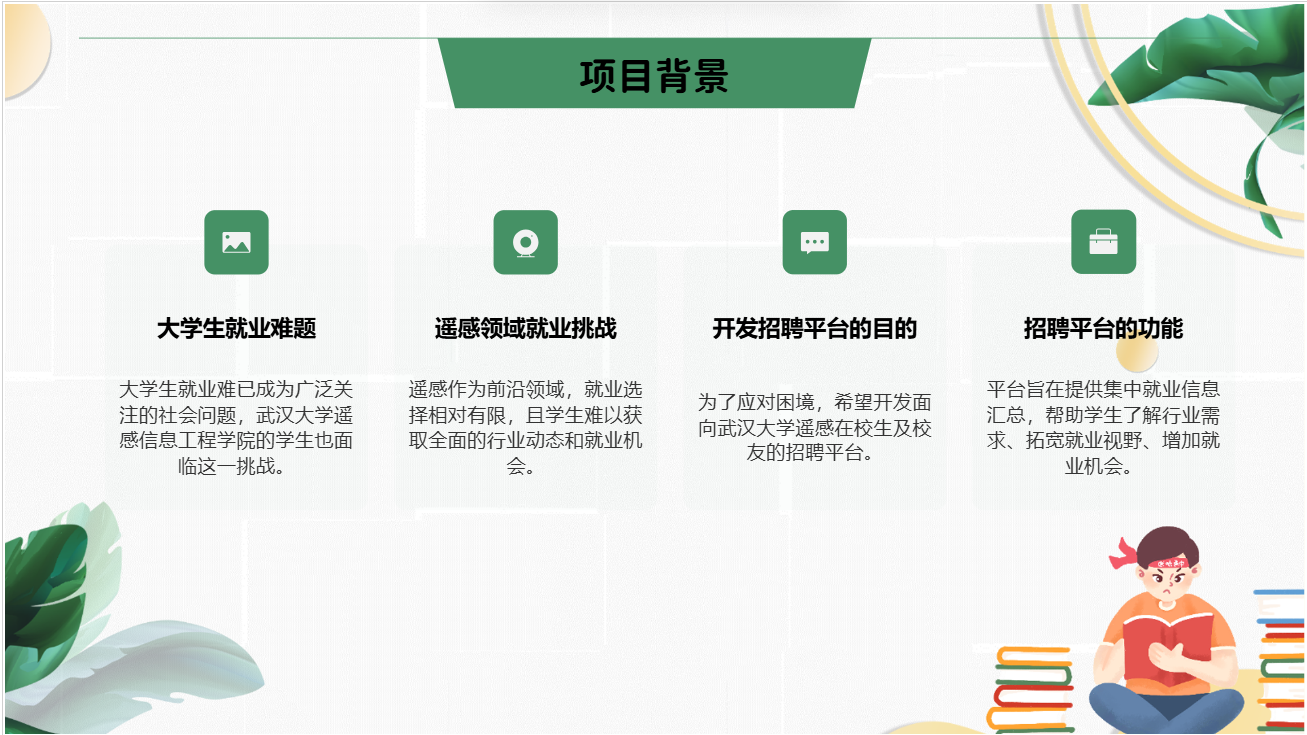 项目背景
大学生就业难题
大学生就业难已成为广泛关
注的社会问题，武汉大学遥
感信息工程学院的学生也面
临这一挑战。
遥感领域就业挑战
遥感作为前沿领域，就业选
择相对有限，且学生难以获
取全面的行业动态和就业机
会。
开发招聘平台的目的
为了应对困境，希望开发面
向武汉大学遥感在校生及校
友的招聘平台。
招聘平台的功能
平台旨在提供集中就业信息
汇总，帮助学生了解行业需
求、拓宽就业视野、增加就
业机会。